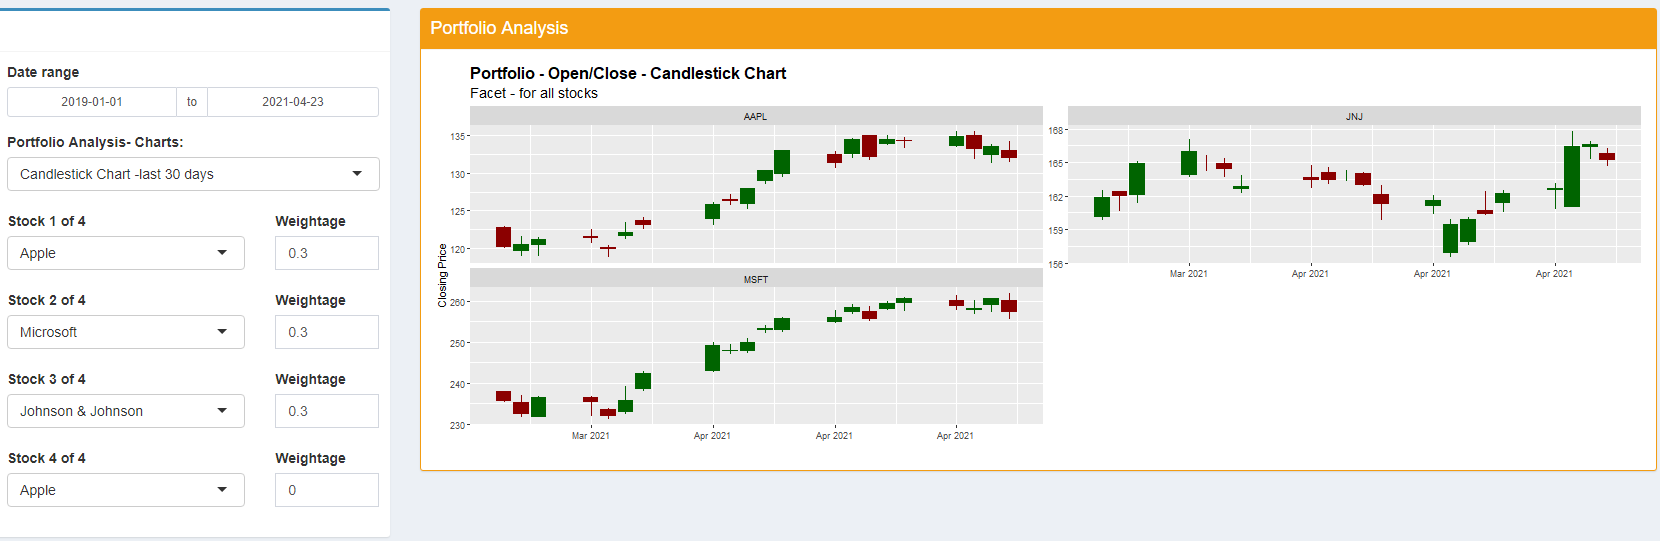 Date range
2019-01-01 to 2021-04-23
Portfolio Analysis- Charts:
Candlestick Chart -last 30 days
Stock 1 of 4 Weightage
Apple 0.3
Stock 2 of 4 Weightage
Microsoft 0.3
Stock 3 of 4 Weightage
Johnson & Johnson 0.3
Stock 4 of 4 Weightage
Apple 0
Portfolio Analysis
Portfolio - Open/Close - Candlestick Chart
Facet - for all stocks
Closing Price
AAPL
135
130
125
120
JNJ
168
165
162
159
156
Mar 2021 Apr 2021 Apr 2021 Apr 2021
MSFT
260
250
240
230
Mar 2021 Apr 2021 Apr 2021 Apr 2021